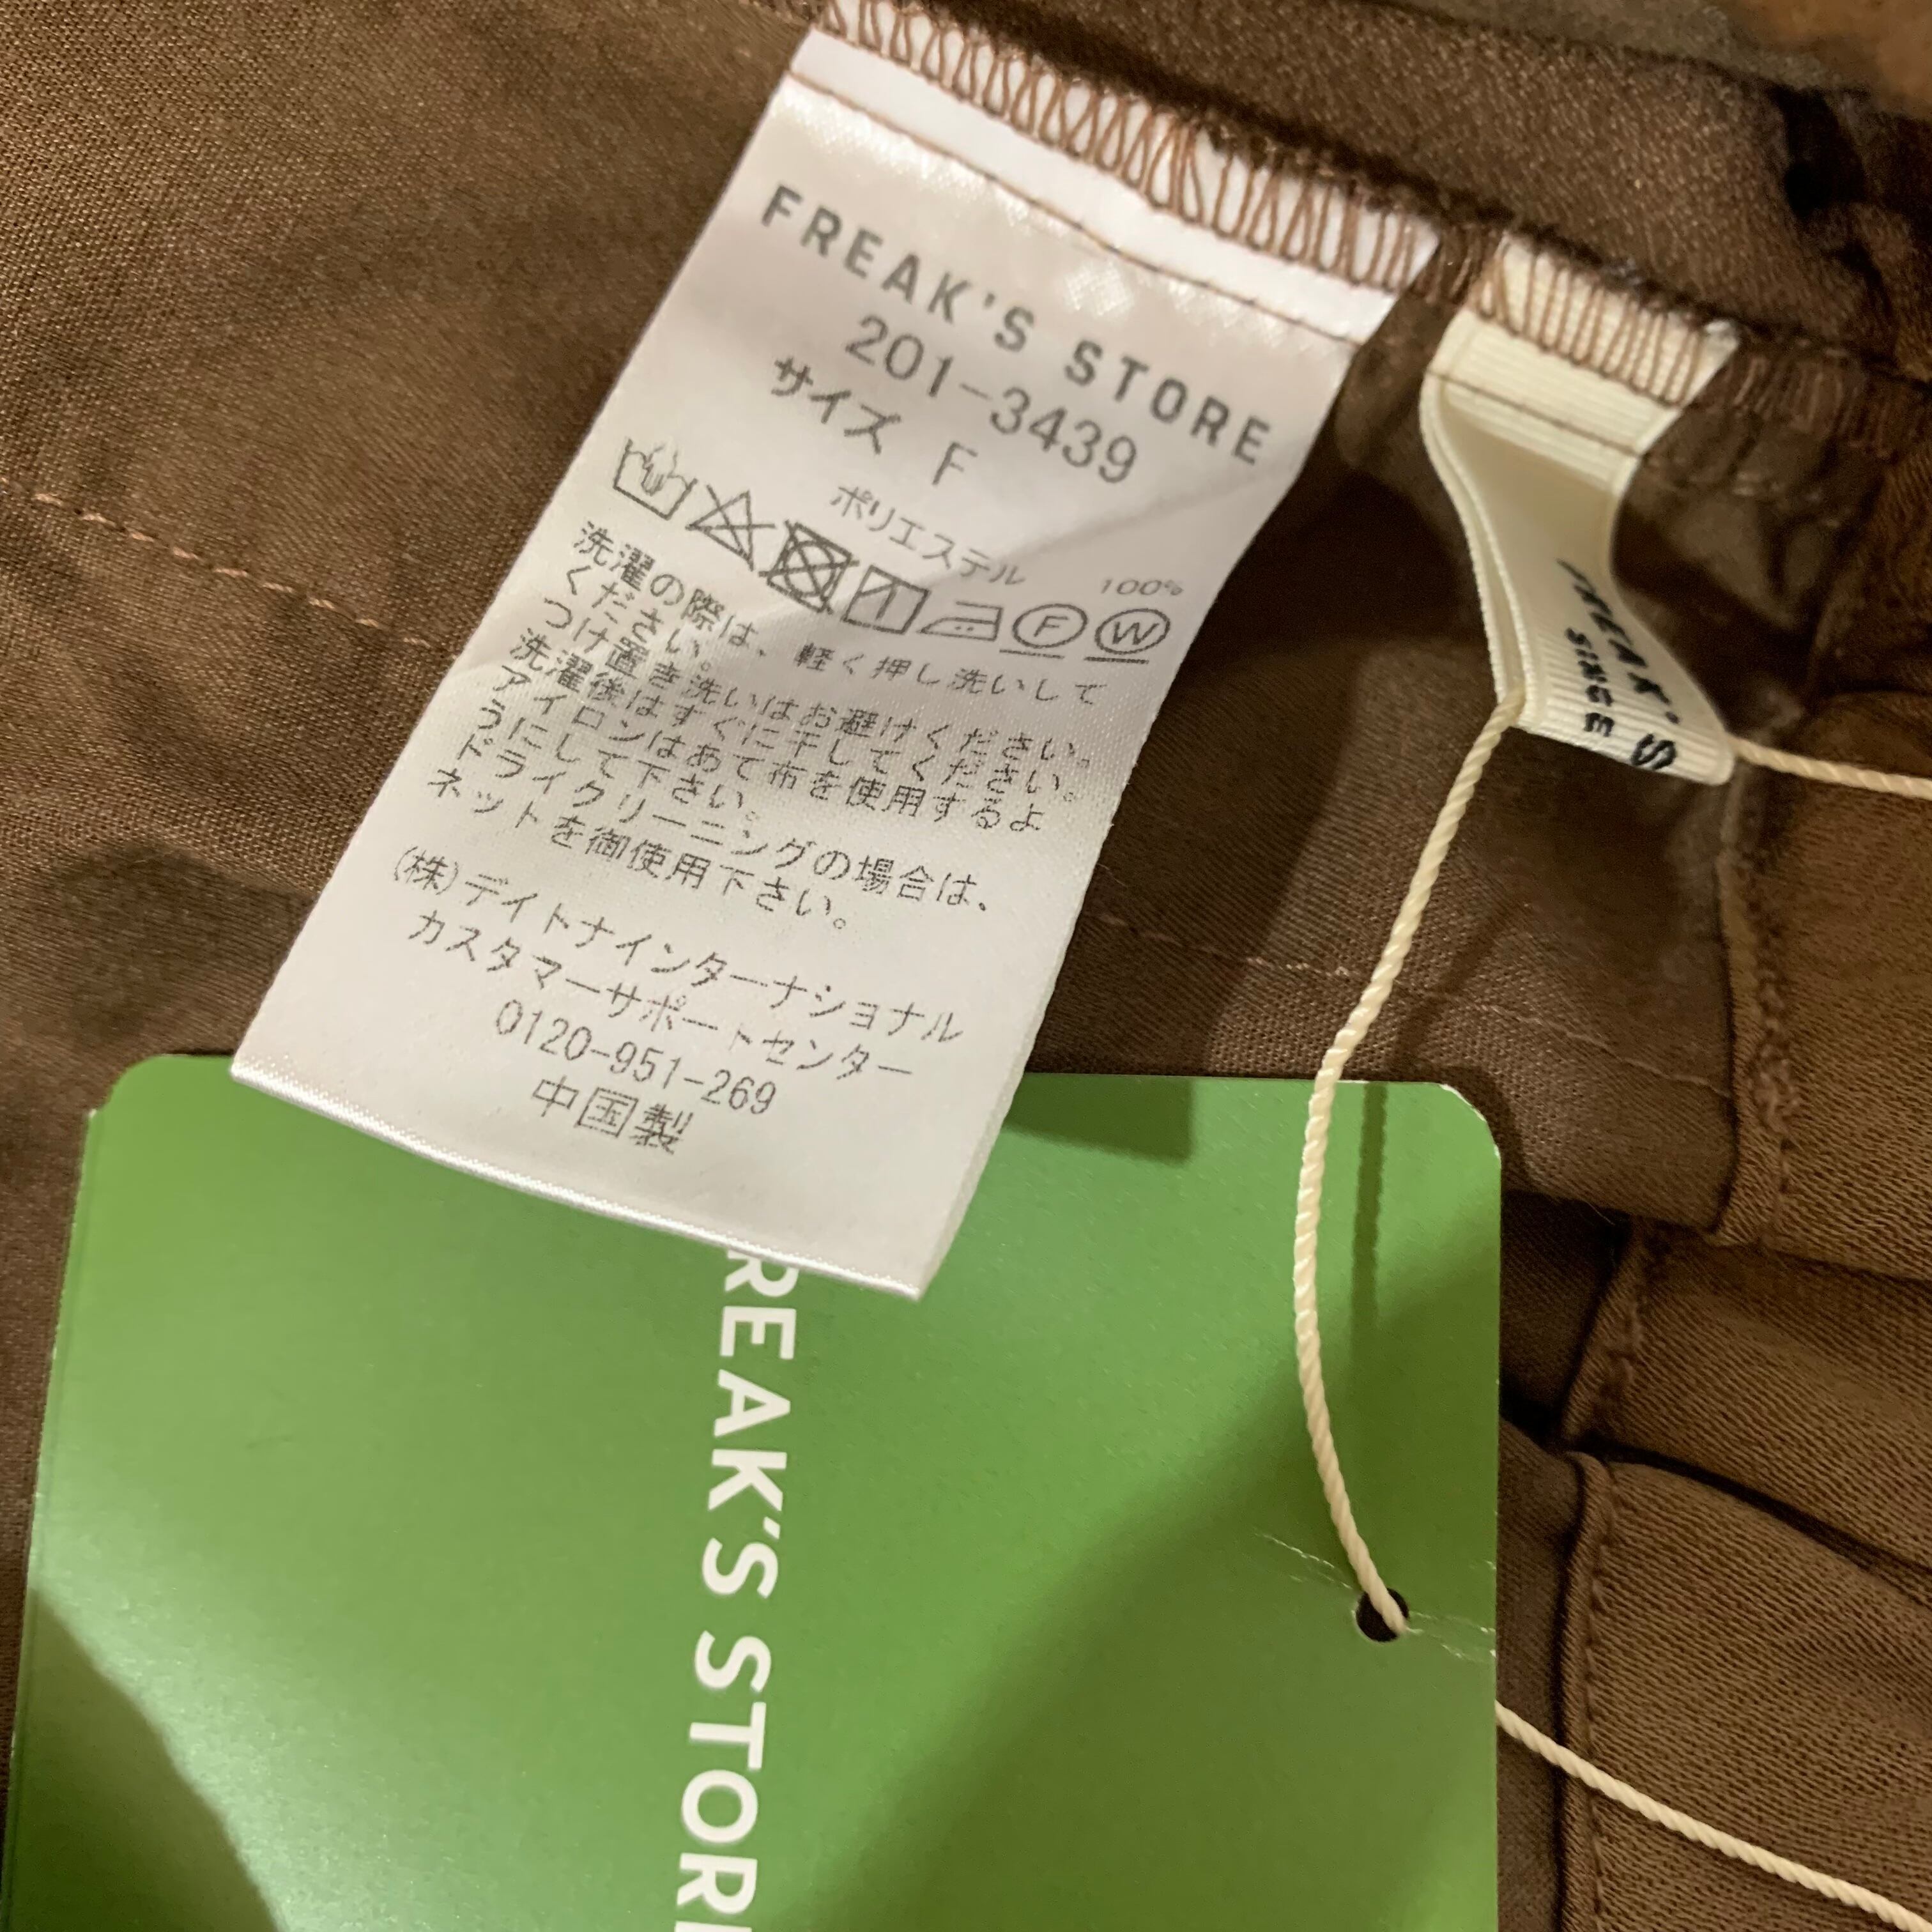 FREAK'S STORE
201-3439
サイズ F
ポリエステル 100%
F W
洗濯の際は、軽く押し洗いして
ください。
つけ置き洗いはお避けください。
洗濯後はすぐに干してください。
アイロンはあて布を使用するよ
うにして下さい。
ドライクリーニングの場合は、
ネットを御使用下さい。
(株)デイトナインターナショナル
カスタマーサポートセンター
0120-951-269
中国製
FREAK'S
SINCE
REAK'S STOR